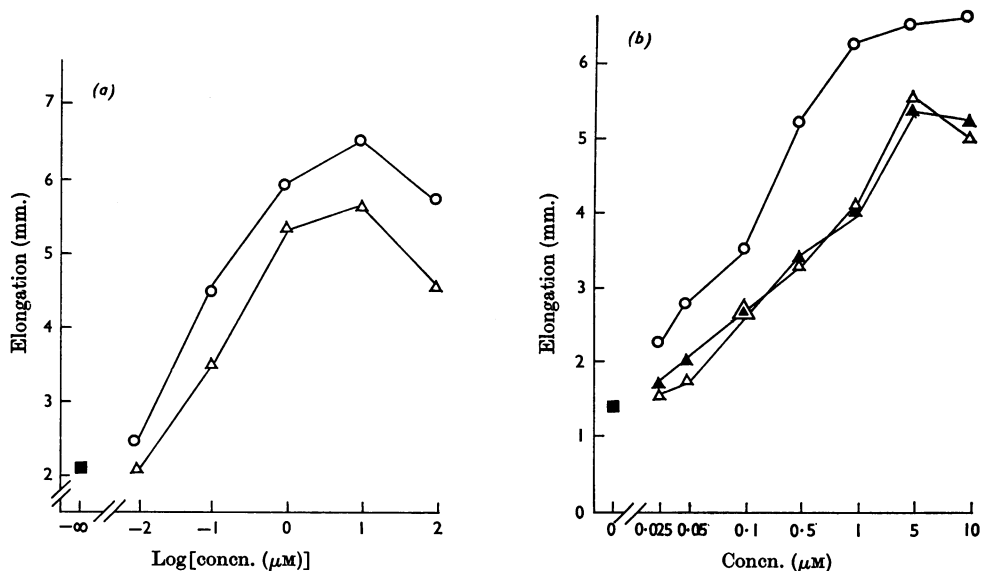 (a)
7
6
5
4
3
2
Elongation (mm.)
−∞ −2 −1 0 1 2
Log[concn. (μM)]
(b)
6
5
4
3
2
1
0
Elongation (mm.)
0 0·025 0·05 0·1 0·5 1 5 10
Concn. (μM)